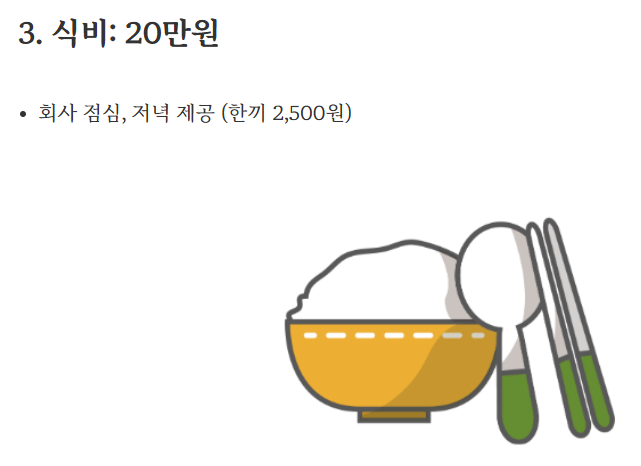 3. 식비: 20만원
• 회사 점심, 저녁 제공 (한끼 2,500원)